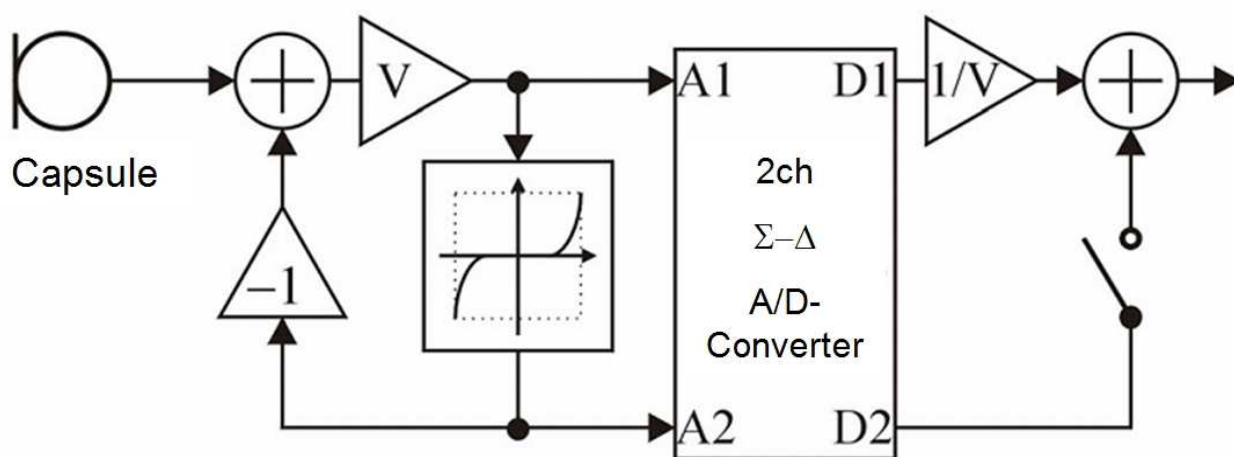 V
A1
D1
1/V
Capsule
2ch
Σ–Δ
A/D-
Converter
–1
A2
D2